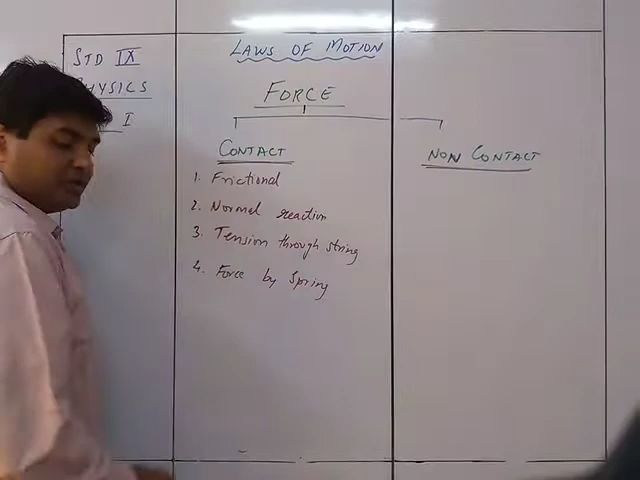 STD IX
PHYSICS
I
LAWS OF MOTION
FORCE
CONTACT
1. Frictional
2. Normal reaction
3. Tension through string
4. Force by Spring
NON CONTACT